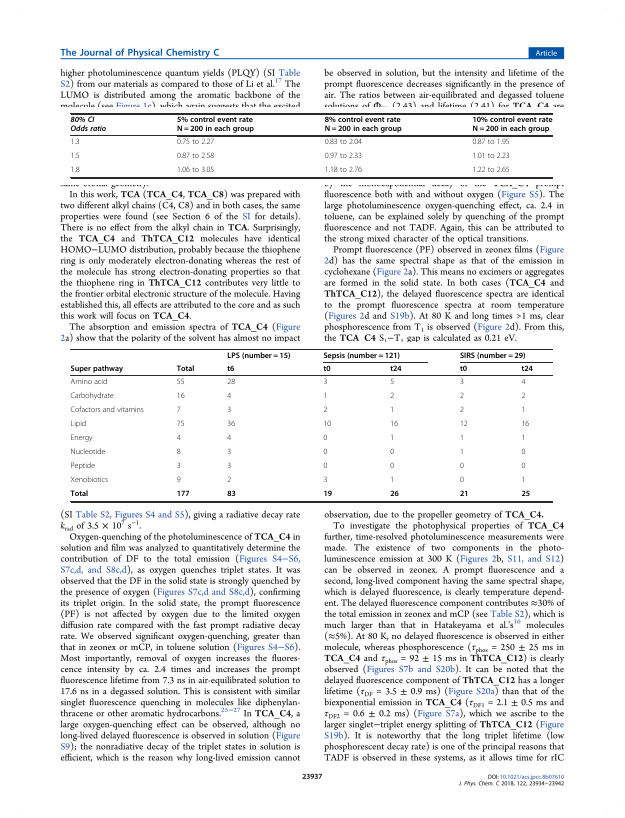 The Journal of Physical Chemistry C
Article
higher photoluminescence quantum yields (PLQY) (SI Table
S2) from our materials as compared to those of Li et al.17 The
LUMO is distributed among the aromatic backbone of the
molecule (see Figure 1c), which again suggests that the excited
be observed in solution, but the intensity and lifetime of the
prompt fluorescence decreases significantly in the presence of
air. The ratios between air-equilibrated and degassed toluene
solutions of (2.43) and lifetime (2.41) for TCA_C4 are
80% CI 5% control event rate 8% control event rate 10% control event rate
Odds ratio N = 200 in each group N = 200 in each group N = 200 in each group
1.3 0.75 to 2.27 0.83 to 2.04 0.87 to 1.95
1.5 0.87 to 2.58 0.97 to 2.33 1.01 to 2.23
1.8 1.06 to 3.05 1.18 to 2.76 1.22 to 2.65
same orbital geometry.
In this work, TCA (TCA_C4, TCA_C8) was prepared with
two different alkyl chains (C4, C8) and in both cases, the same
properties were found (see Section 6 of the SI for details).
There is no effect from the alkyl chain in TCA. Surprisingly,
the TCA_C4 and ThTCA_C12 molecules have identical
HOMO−LUMO distribution, probably because the thiophene
ring is only moderately electron-donating whereas the rest of
the molecule has strong electron-donating properties so that
the thiophene ring in ThTCA_C12 contributes very little to
the frontier orbital electronic structure of the molecule. Having
established this, all effects are attributed to the core and as such
this work will focus on TCA_C4.
The absorption and emission spectra of TCA_C4 (Figure
2a) show that the polarity of the solvent has almost no impact
by the monoexponential decay of the TCA_C4 prompt
fluorescence both with and without oxygen (Figure S5). The
large photoluminescence oxygen-quenching effect, ca. 2.4 in
toluene, can be explained solely by quenching of the prompt
fluorescence and not TADF. Again, this can be attributed to
the strong mixed character of the optical transitions.
Prompt fluorescence (PF) observed in zeonex films (Figure
2d) has the same spectral shape as that of the emission in
cyclohexane (Figure 2a). This means no excimers or aggregates
are formed in the solid state. In both cases (TCA_C4 and
ThTCA_C12), the delayed fluorescence spectra are identical
to the prompt fluorescence spectra at room temperature
(Figures 2d and S19b). At 80 K and long times >1 ms, clear
phosphorescence from T1 is observed (Figure 2d). From this,
the TCA_C4 S1−T1 gap is calculated as 0.21 eV.
LPS (number = 15) Sepsis (number = 121) SIRS (number = 29)
Super pathway Total t6 t0 t24 t0 t24
Amino acid 55 28 3 5 3 4
Carbohydrate 16 4 1 2 2 2
Cofactors and vitamins 7 3 2 1 2 1
Lipid 75 36 10 16 12 16
Energy 4 4 0 1 1 1
Nucleotide 8 3 0 0 1 0
Peptide 3 3 0 0 0 0
Xenobiotics 9 2 3 1 0 1
Total 177 83 19 26 21 25
(SI Table S2, Figures S4 and S5), giving a radiative decay rate
krad of 3.5 × 107 s−1.
Oxygen-quenching of the photoluminescence of TCA_C4 in
solution and film was analyzed to quantitatively determine the
contribution of DF to the total emission (Figures S4−S6,
S7c,d, and S8c,d), as oxygen quenches triplet states. It was
observed that the DF in the solid state is strongly quenched by
the presence of oxygen (Figures S7c,d and S8c,d), confirming
its triplet origin. In the solid state, the prompt fluorescence
(PF) is not affected by oxygen due to the limited oxygen
diffusion rate compared with the fast prompt radiative decay
rate. We observed significant oxygen-quenching, greater than
that in zeonex or mCP, in toluene solution (Figures S4−S6).
Most importantly, removal of oxygen increases the fluores-
cence intensity by ca. 2.4 times and increases the prompt
fluorescence lifetime from 7.3 ns in air-equilibrated solution to
17.6 ns in a degassed solution. This is consistent with similar
singlet fluorescence quenching in molecules like diphenylan-
thracene or other aromatic hydrocarbons.25−27 In TCA_C4, a
large oxygen-quenching effect can be observed, although no
long-lived delayed fluorescence is observed in solution (Figure
S9); the nonradiative decay of the triplet states in solution is
efficient, which is the reason why long-lived emission cannot
observation, due to the propeller geometry of TCA_C4.
To investigate the photophysical properties of TCA_C4
further, time-resolved photoluminescence measurements were
made. The existence of two components in the photo-
luminescence emission at 300 K (Figures 2b, S11, and S12)
can be observed in zeonex. A prompt fluorescence and a
second, long-lived component having the same spectral shape,
which is delayed fluorescence, is clearly temperature depend-
ent. The delayed fluorescence component contributes ≈30% of
the total emission in zeonex and mCP (see Table S2), which is
much larger than that in Hatakeyama et al.'s16 molecules
(≈5%). At 80 K, no delayed fluorescence is observed in either
molecule, whereas phosphorescence (τphos = 250 ± 25 ms in
TCA_C4 and τphos = 92 ± 15 ms in ThTCA_C12) is clearly
observed (Figures S7b and S20b). It can be noted that the
delayed fluorescence component of ThTCA_C12 has a longer
lifetime (τDF = 3.5 ± 0.9 ms) (Figure S20a) than that of the
biexponential emission in TCA_C4 (τDF1 = 2.1 ± 0.5 ms and
τDF2 = 0.6 ± 0.2 ms) (Figure S7a), which we ascribe to the
larger singlet−triplet energy splitting of ThTCA_C12 (Figure
S19b). It is noteworthy that the long triplet lifetime (low
phosphorescent decay rate) is one of the principal reasons that
TADF is observed in these systems, as it allows time for rIC
23937
DOI: 10.1021/acs.jpcc.8b07610
J. Phys. Chem. C 2018, 122, 23934−23942